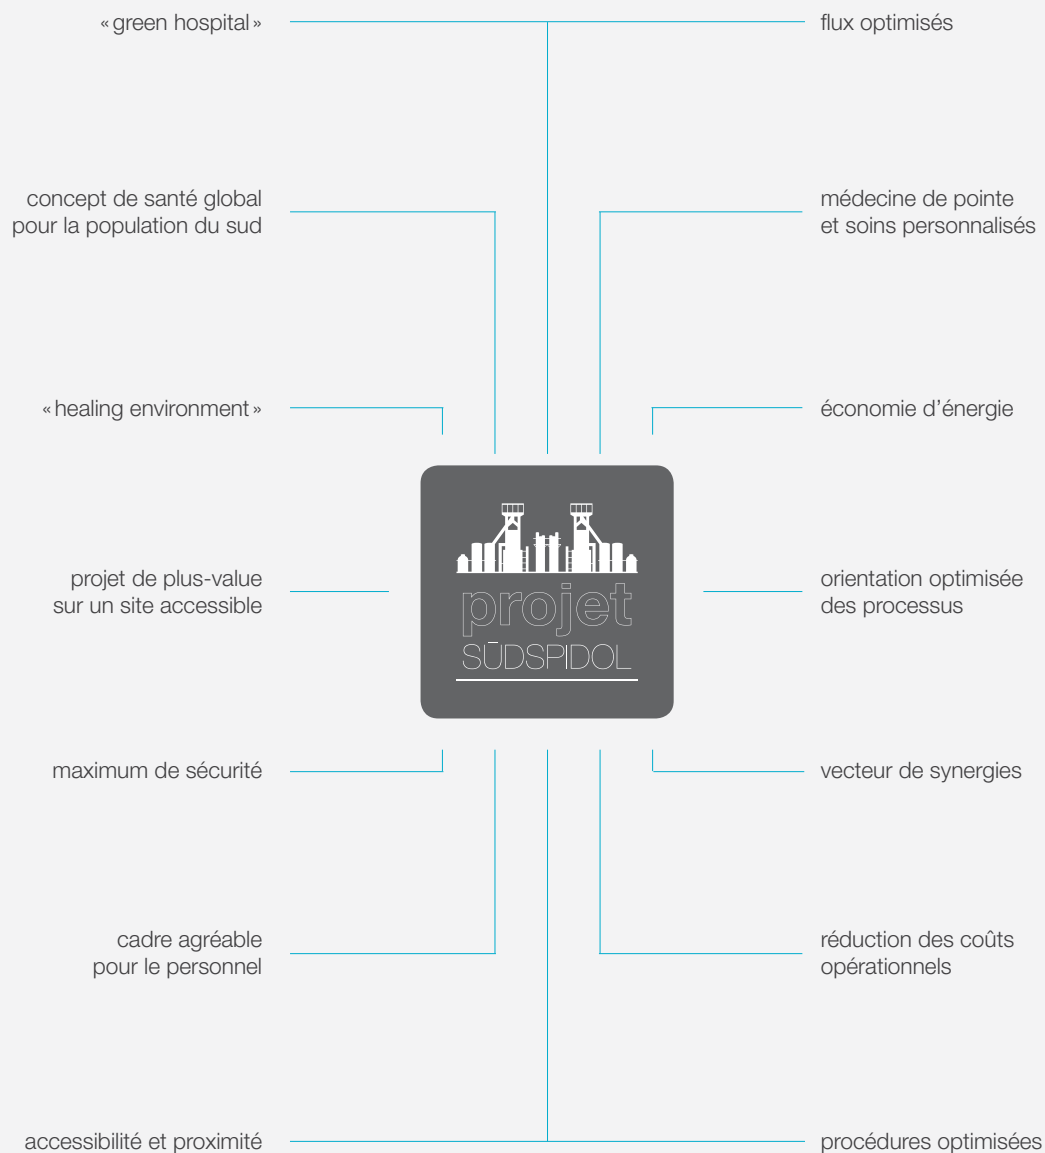 «green hospital»
flux optimisés
concept de santé global
pour la population du sud
médecine de pointe
et soins personnalisés
«healing environment»
économie d'énergie
projet de plus-value
sur un site accessible
projet
SÜDSPIDOL
orientation optimisée
des processus
maximum de sécurité
vecteur de synergies
cadre agréable
pour le personnel
réduction des coûts
opérationnels
accessibilité et proximité
procédures optimisées